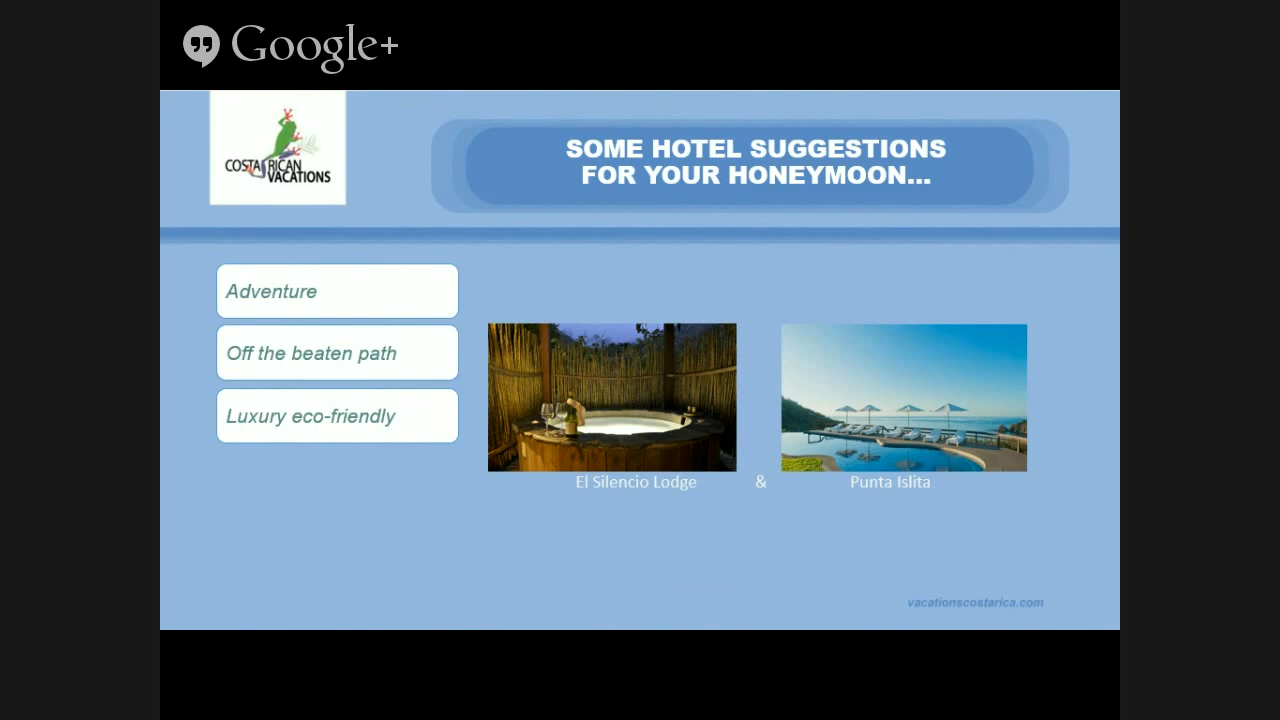 Google+
COSTA RICAN
VACATIONS
SOME HOTEL SUGGESTIONS
FOR YOUR HONEYMOON...
Adventure
Off the beaten path
Luxury eco-friendly
El Silencio Lodge & Punta Islita
vacationscostarica.com